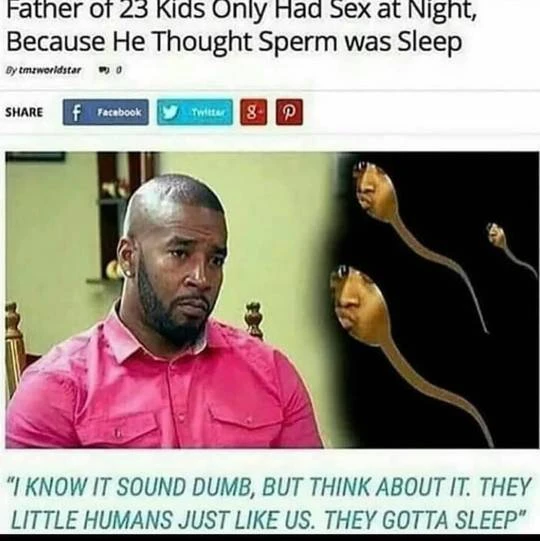 Father of 23 Kids Only Had Sex at Night,
Because He Thought Sperm was Sleep
By tmzworldstar 0
SHARE f Facebook Twitter g+ p
"I KNOW IT SOUND DUMB, BUT THINK ABOUT IT. THEY
LITTLE HUMANS JUST LIKE US. THEY GOTTA SLEEP"